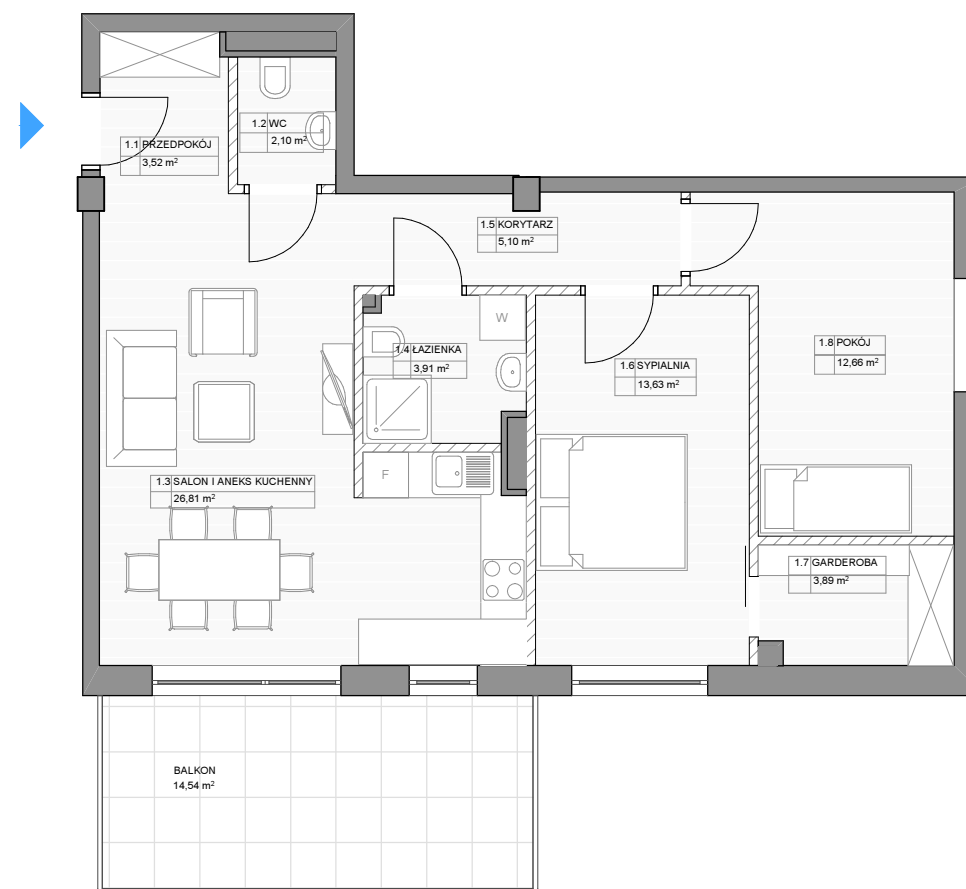 1.2 WC
2,10 m²
1.1 PRZEDPOKÓJ
3,52 m²
1.5 KORYTARZ
5,10 m²
W
1.4 ŁAZIENKA
3,91 m²
1.8 POKÓJ
12,66 m²
1.6 SYPIALNIA
13,63 m²
F
1.3 SALON I ANEKS KUCHENNY
26,81 m²
1.7 GARDEROBA
3,89 m²
BALKON
14,54 m²